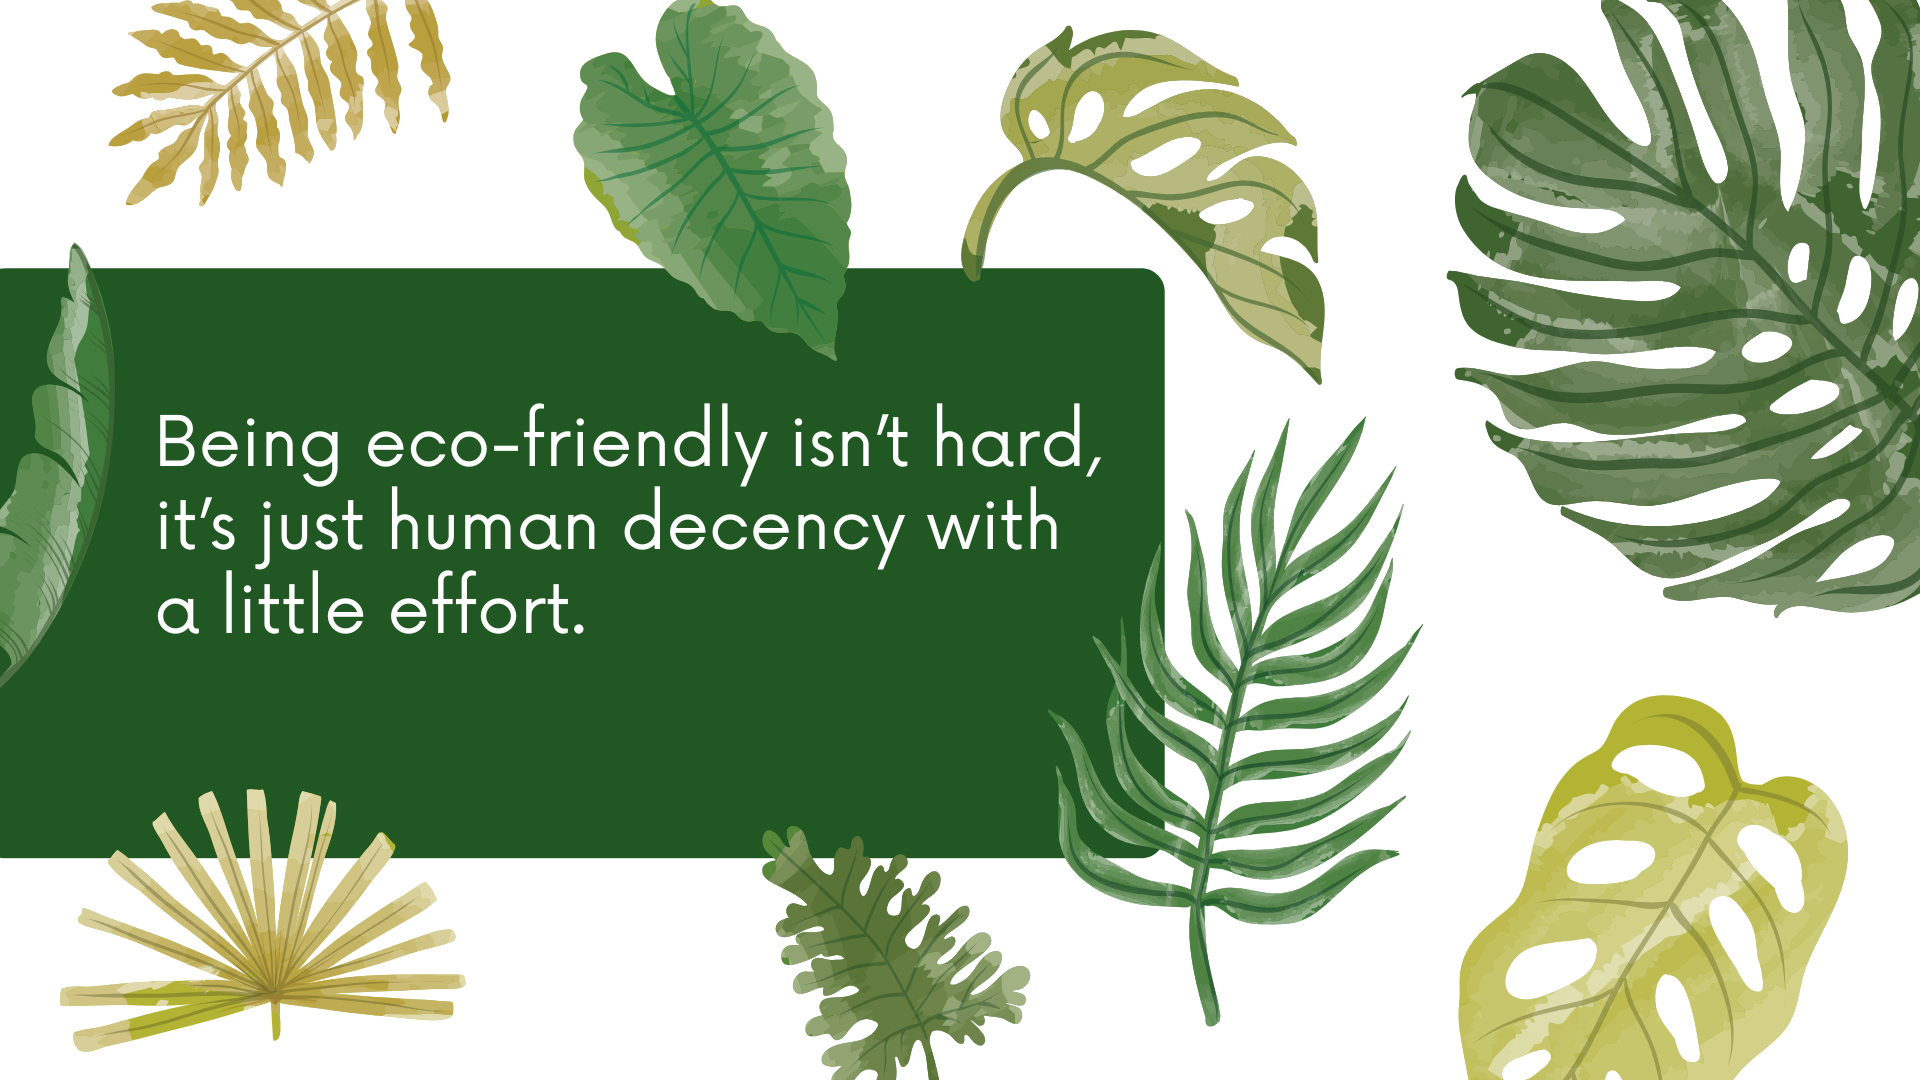 Being eco-friendly isn’t hard,
it’s just human decency with
a little effort.